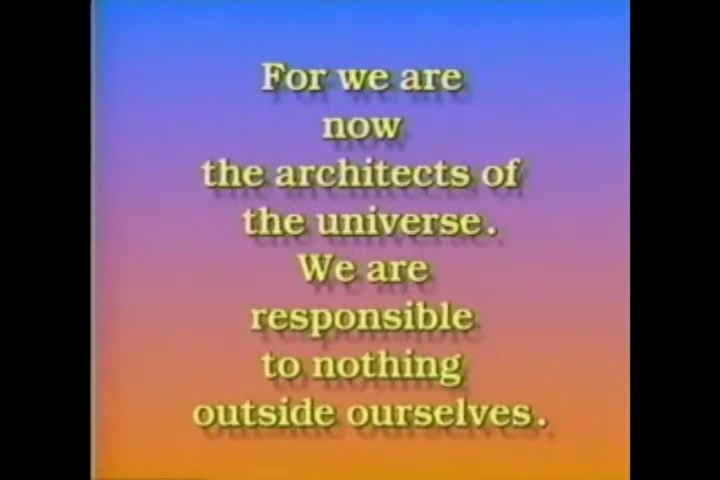 For we are
now
the architects of
the universe.
We are
responsible
to nothing
outside ourselves.